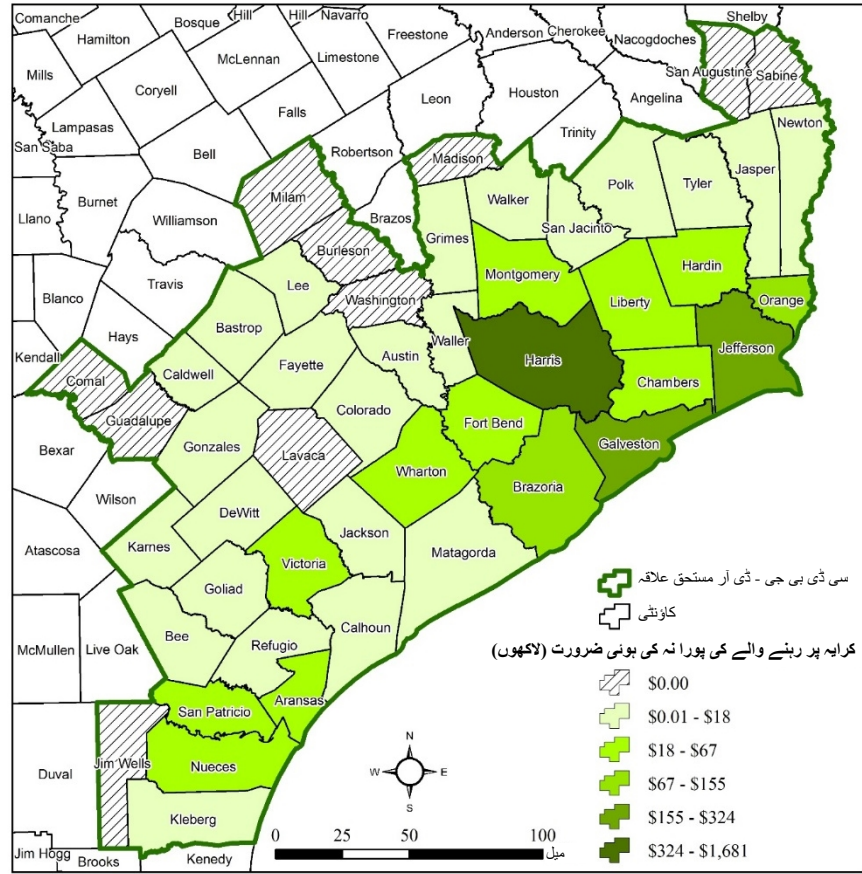 Comanche
Hamilton
Bosque
Hill
Hill
Navarro
Freestone
Anderson
Cherokee
Nacogdoches
Shelby
Mills
Coryell
McLennan
Limestone
Leon
Houston
Angelina
San Augustine
Sabine
Lampasas
Falls
Trinity
Newton
San Saba
Bell
Robertson
Madison
Polk
Tyler
Jasper
Burnet
Milam
Walker
Llano
Williamson
Brazos
San Jacinto
Grimes
Burleson
Montgomery
Hardin
Travis
Lee
Liberty
Orange
Blanco
Washington
Bastrop
Hays
Austin
Waller
Harris
Jefferson
Kendall
Caldwell
Fayette
Chambers
Comal
Colorado
Guadalupe
Fort Bend
Galveston
Bexar
Gonzales
Lavaca
Wharton
Brazoria
Wilson
DeWitt
Jackson
Matagorda
Atascosa
Karnes
Victoria
Goliad
Calhoun
McMullen
Live Oak
Bee
Refugio
San Patricio
Aransas
Duval
Jim Wells
Nueces
Kleberg
Jim Hogg
Brooks
Kenedy
سی ڈی بی جی - ڈی آر مستحق علاقہ
کاؤنٹی
کرایہ پر رہنے والے کی پورا نہ کی ہوئی ضرورت (لاکھوں)
$0.00
$0.01 - $18
$18 - $67
$67 - $155
$155 - $324
$324 - $1,681
N
W E
S
0 25 50 100
میل